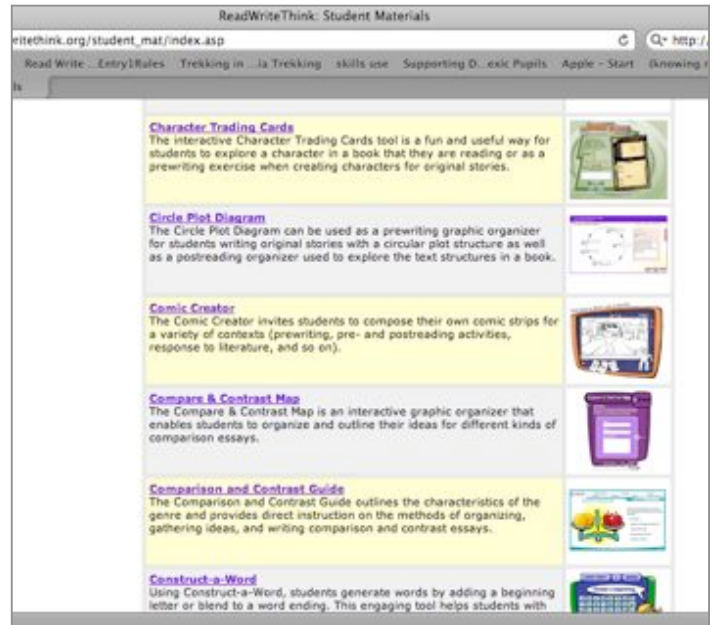 ReadWriteThink: Student Materials
ritethink.org/student_mat/index.asp
http:/
Read Write ...Entry1Rules Trekking in ...la Trekking skills use Supporting D...exic Pupils Apple – Start (knowing r
ls
Character Trading Cards
The interactive Character Trading Cards tool is a fun and useful way for
students to explore a character in a book that they are reading or as a
prewriting exercise when creating characters for original stories.
Circle Plot Diagram
The Circle Plot Diagram can be used as a prewriting graphic organizer
for students writing original stories with a circular plot structure as well
as a postreading organizer used to explore the text structures in a book.
Comic Creator
The Comic Creator invites students to compose their own comic strips for
a variety of contexts (prewriting, pre- and postreading activities,
response to literature, and so on).
Compare & Contrast Map
The Compare & Contrast Map is an interactive graphic organizer that
enables students to organize and outline their ideas for different kinds of
comparison essays.
Comparison and Contrast Guide
The Comparison and Contrast Guide outlines the characteristics of the
genre and provides direct instruction on the methods of organizing,
gathering ideas, and writing comparison and contrast essays.
Construct-a-Word
Using Construct-a-Word, students generate words by adding a beginning
letter or blend to a word ending. This engaging tool helps students with